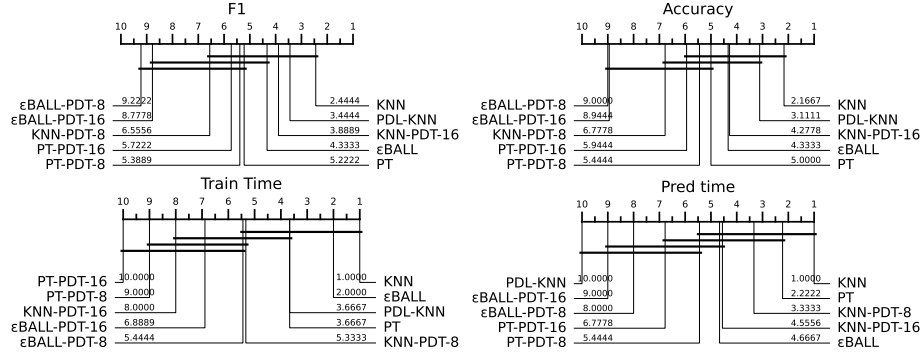 F1
10 9 8 7 6 5 4 3 2 1
εBALL-PDT-8 9.2222 2.4444 KNN
εBALL-PDT-16 8.7778 3.4444 PDL-KNN
KNN-PDT-8 6.5556 3.8889 KNN-PDT-16
PT-PDT-16 5.7222 4.3333 εBALL
PT-PDT-8 5.3889 5.2222 PT
Accuracy
10 9 8 7 6 5 4 3 2 1
εBALL-PDT-8 9.0000 2.1667 KNN
εBALL-PDT-16 8.9444 3.1111 PDL-KNN
KNN-PDT-8 6.7778 4.2778 KNN-PDT-16
PT-PDT-16 5.9444 4.3333 εBALL
PT-PDT-8 5.4444 5.0000 PT
Train Time
10 9 8 7 6 5 4 3 2 1
PT-PDT-16 10.0000 1.0000 KNN
PT-PDT-8 9.0000 2.0000 εBALL
KNN-PDT-16 8.0000 3.6667 PDL-KNN
εBALL-PDT-16 6.8889 3.6667 PT
εBALL-PDT-8 5.4444 5.3333 KNN-PDT-8
Pred time
10 9 8 7 6 5 4 3 2 1
PDL-KNN 10.0000 1.0000 KNN
εBALL-PDT-16 9.0000 2.2222 PT
εBALL-PDT-8 8.0000 3.3333 KNN-PDT-8
PT-PDT-16 6.7778 4.5556 KNN-PDT-16
PT-PDT-8 5.4444 4.6667 εBALL